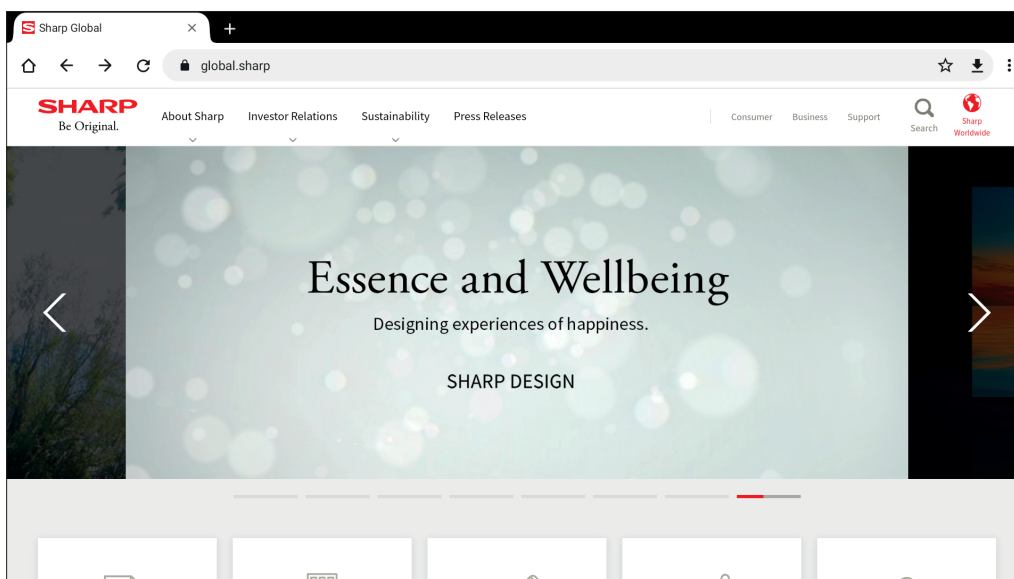 Sharp Global
global.sharp
SHARP
Be Original.
About Sharp
Investor Relations
Sustainability
Press Releases
Consumer
Business
Support
Search
Sharp
Worldwide
Essence and Wellbeing
Designing experiences of happiness.
SHARP DESIGN